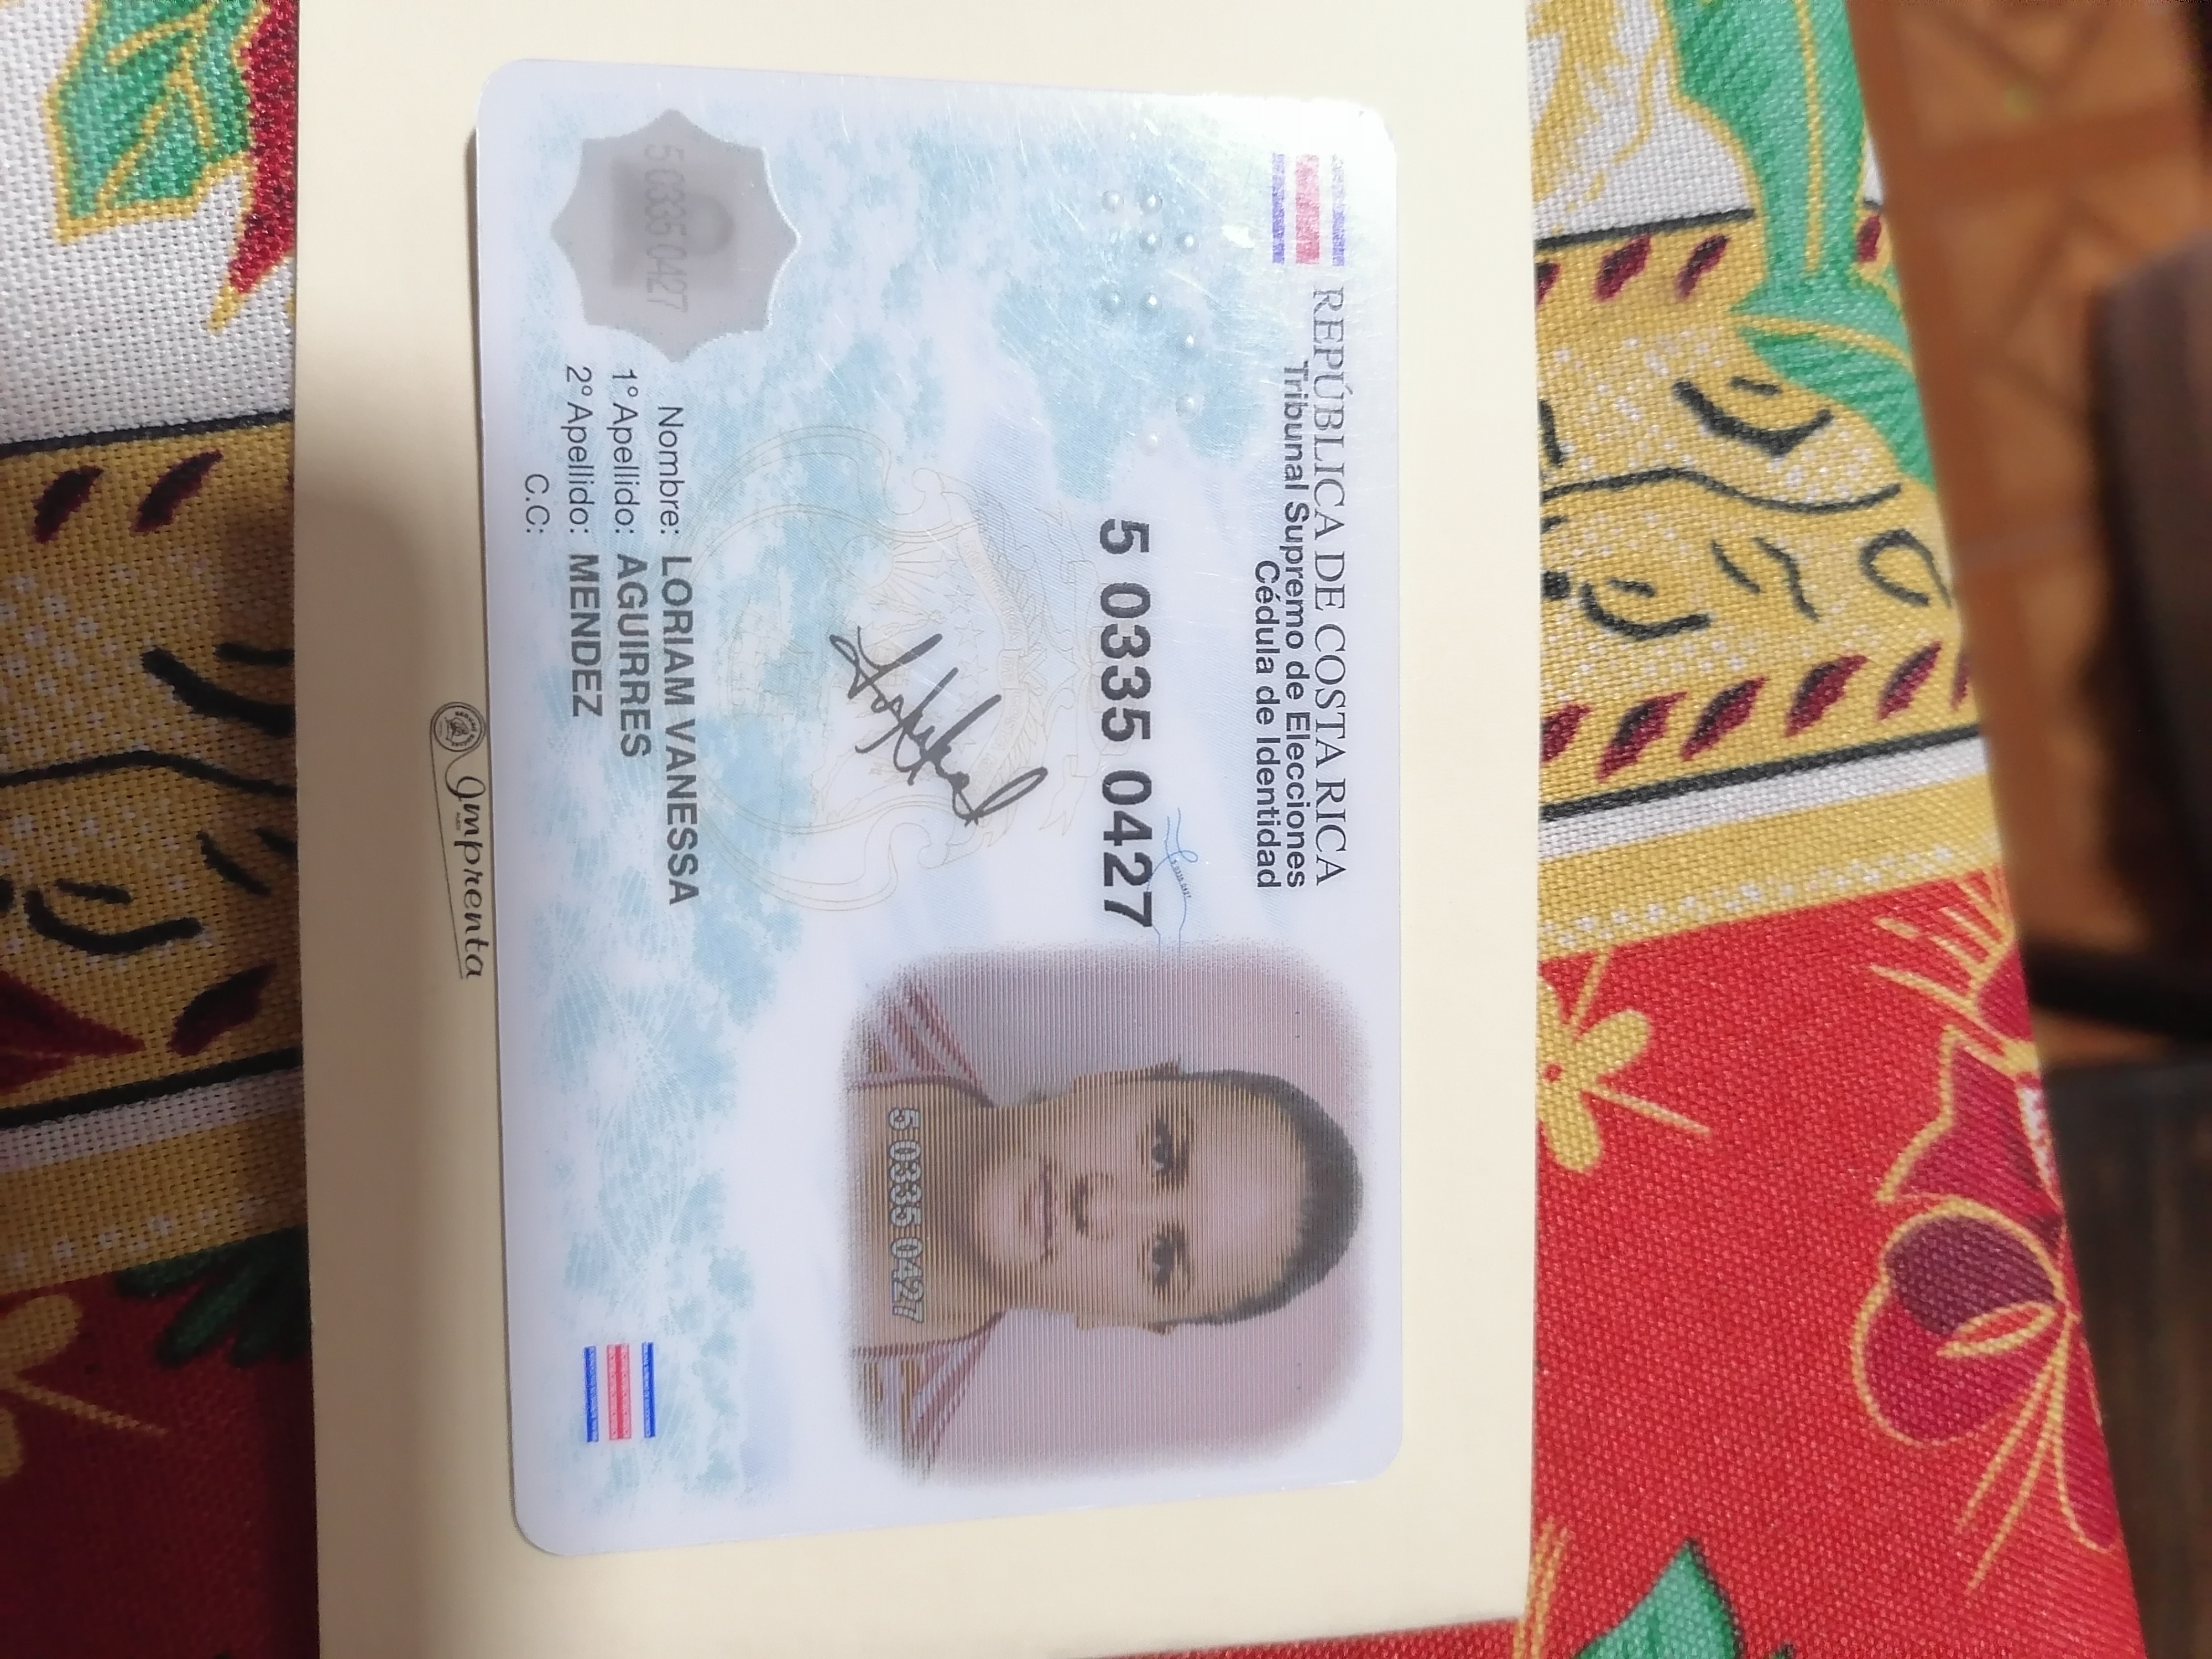 REPÚBLICA DE COSTA RICA
Tribunal Supremo de Elecciones
Cédula de Identidad
5 0335 0427
5 0335 0427
5 0335 0427
Nombre: LORIAM VANESSA
1°Apellido: AGUIRRES
2°Apellido: MENDEZ
C.C:
Imprenta